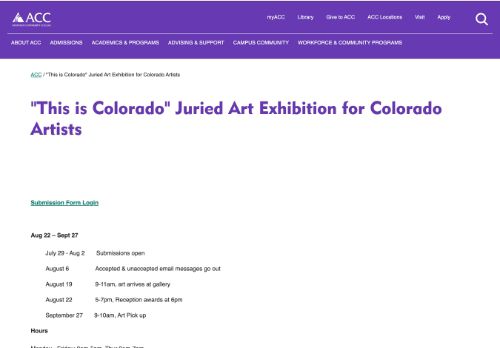 ACC
myACC Library Give to ACC ACC Locations Visit Apply
ABOUT ACC ADMISSIONS ACADEMICS & PROGRAMS ADVISING & SUPPORT CAMPUS COMMUNITY WORKFORCE & COMMUNITY PROGRAMS
ACC / "This is Colorado" Juried Art Exhibition for Colorado Artists
"This is Colorado" Juried Art Exhibition for Colorado
Artists
Submission Form Login
Aug 22 – Sept 27
July 29 - Aug 2 Submissions open
August 6 Accepted & unaccepted email messages go out
August 19 9-11am, art arrives at gallery
August 22 5-7pm, Reception awards at 6pm
September 27 9-10am, Art Pick up
Hours